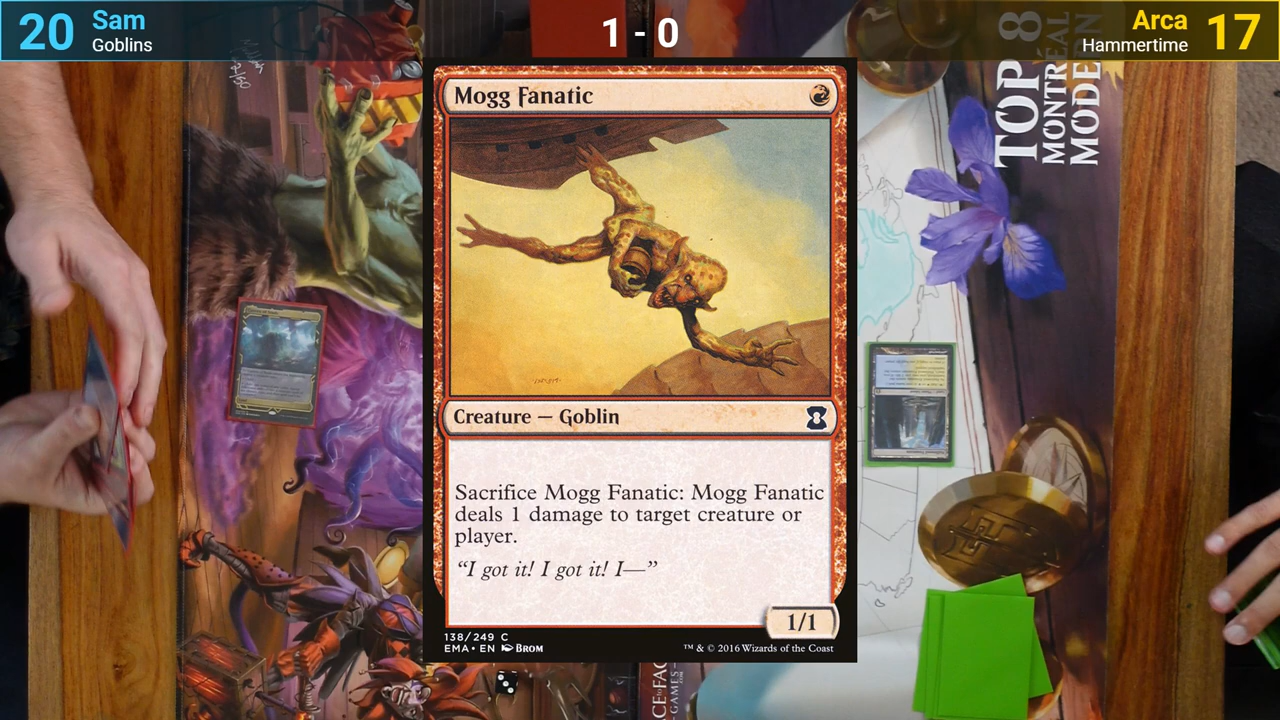 20
Sam
Goblins
1 - 0
Arca
Hammertime
17
TOP 8
MONTREAL
MODERN
Mogg Fanatic
Creature — Goblin
Sacrifice Mogg Fanatic: Mogg Fanatic
deals 1 damage to target creature or
player.
“I got it! I got it! I—”
1/1
138/249 C
EMA • EN BROM
™ & © 2016 Wizards of the Coast